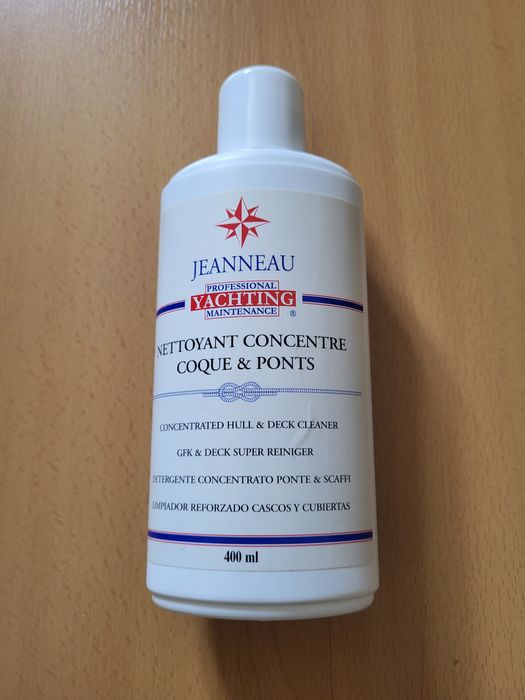 JEANNEAU
PROFESSIONAL
YACHTING
MAINTENANCE ®
NETTOYANT CONCENTRE
COQUE & PONTS
CONCENTRATED HULL & DECK CLEANER
GFK & DECK SUPER REINIGER
DETERGENTE CONCENTRATO PONTE & SCAFFI
LIMPIADOR REFORZADO CASCOS Y CUBIERTAS
400 ml